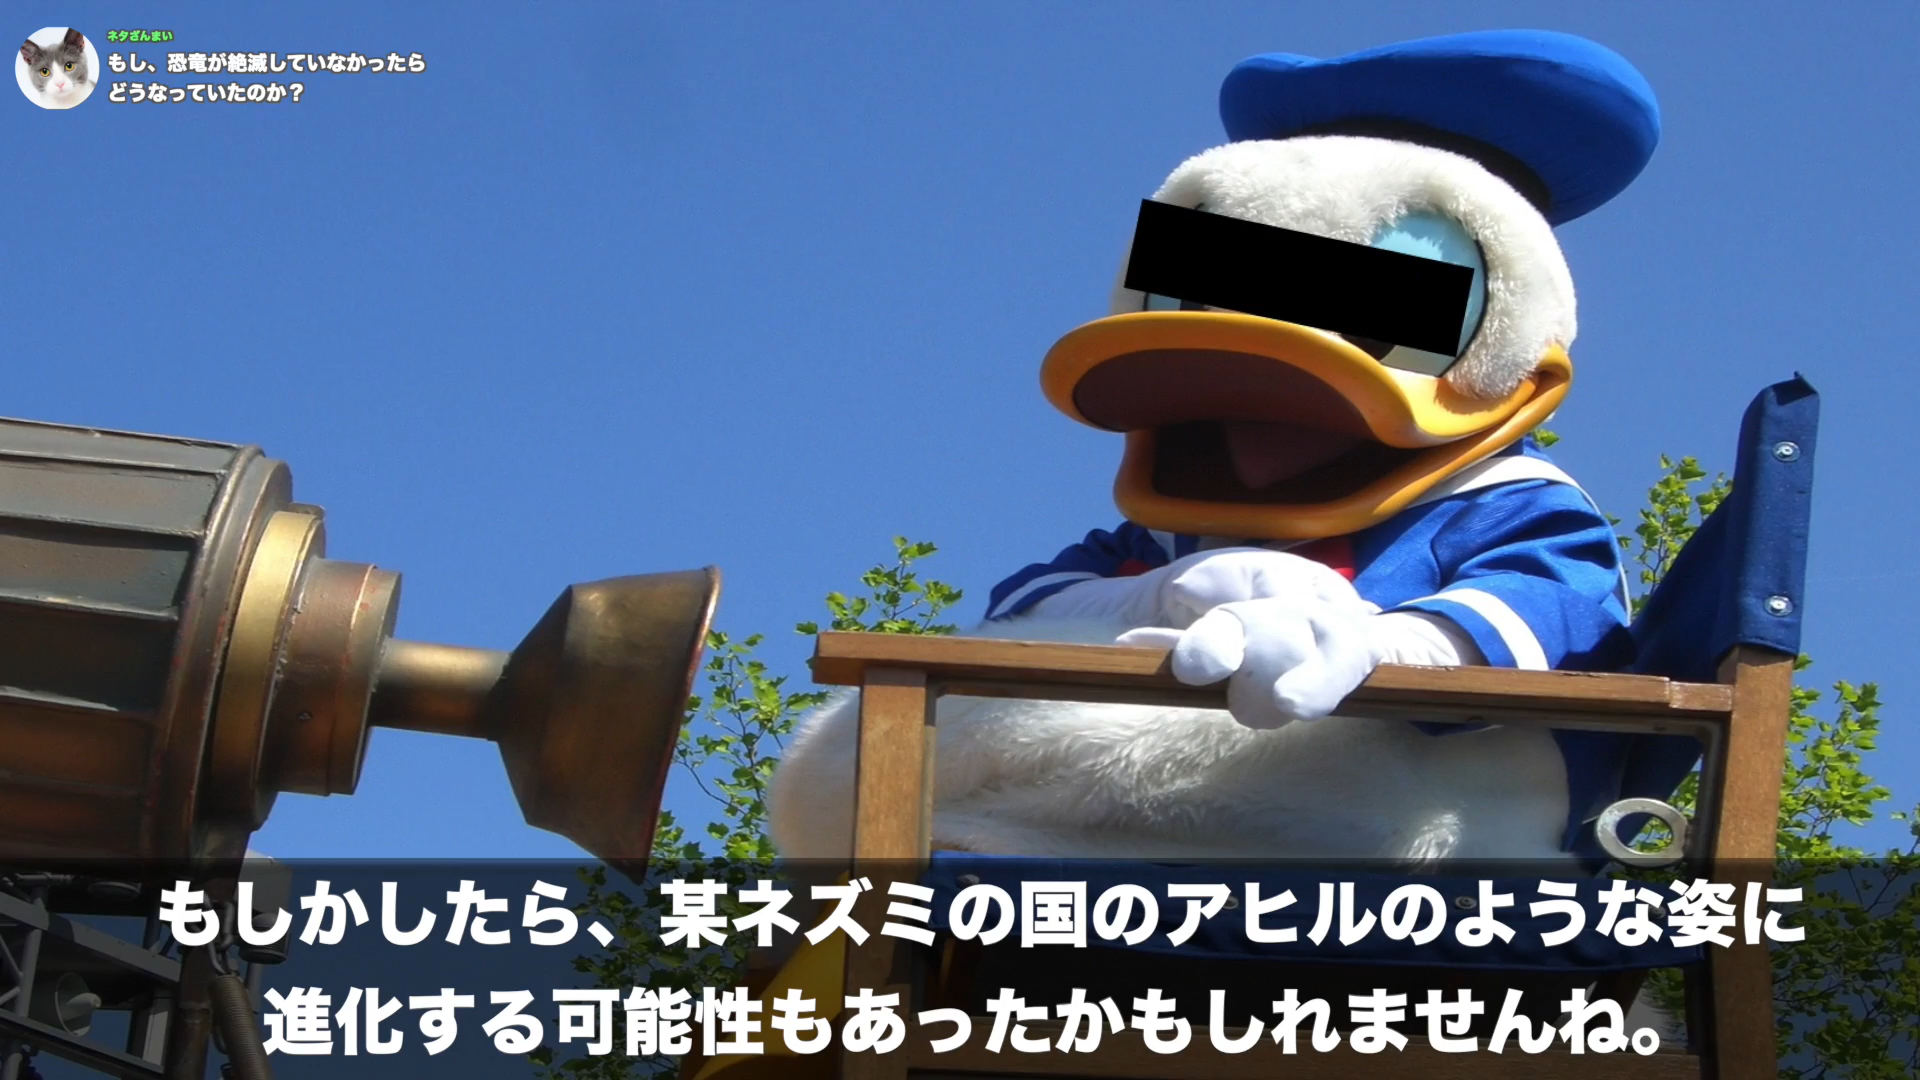 ネタざんまい
もし、恐竜が絶滅していなかったら
どうなっていたのか？
もしかしたら、某ネズミの国のアヒルのような姿に
進化する可能性もあったかもしれませんね。